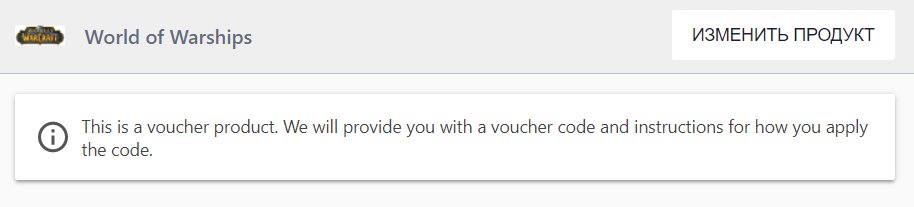 WARCRAFT
World of Warships
ИЗМЕНИТЬ ПРОДУКТ
This is a voucher product. We will provide you with a voucher code and instructions for how you apply
the code.